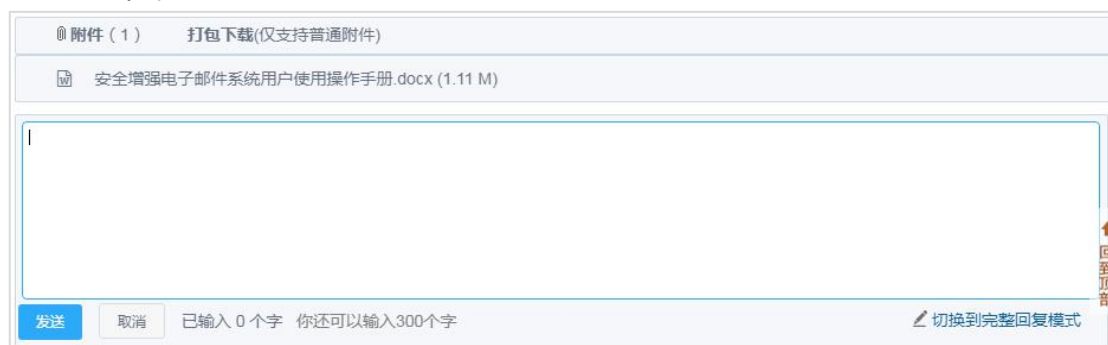 附件（1） 打包下载(仅支持普通附件)
安全增强电子邮件系统用户使用操作手册.docx (1.11 M)
回到顶部
发送 取消 已输入 0 个字 你还可以输入300个字 切换到完整回复模式